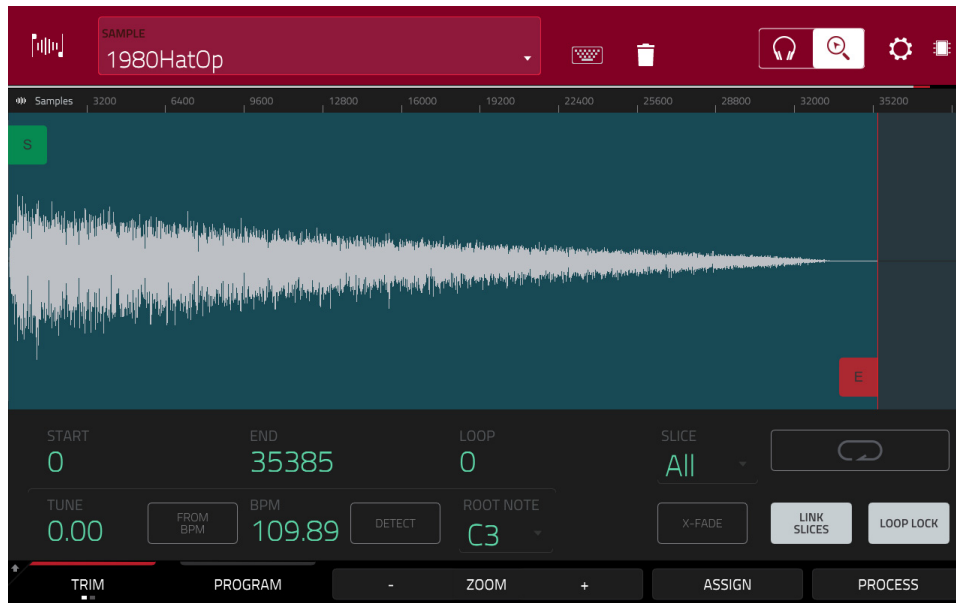 SAMPLE
1980HatOp
Samples 3200 6400 9600 12800 16000 19200 22400 25600 28800 32000 35200
S
E
START END LOOP SLICE
0 35385 0 All
TUNE BPM ROOT NOTE
0.00 FROM BPM 109.89 DETECT C3 X-FADE LINK SLICES LOOP LOCK
TRIM PROGRAM - ZOOM + ASSIGN PROCESS